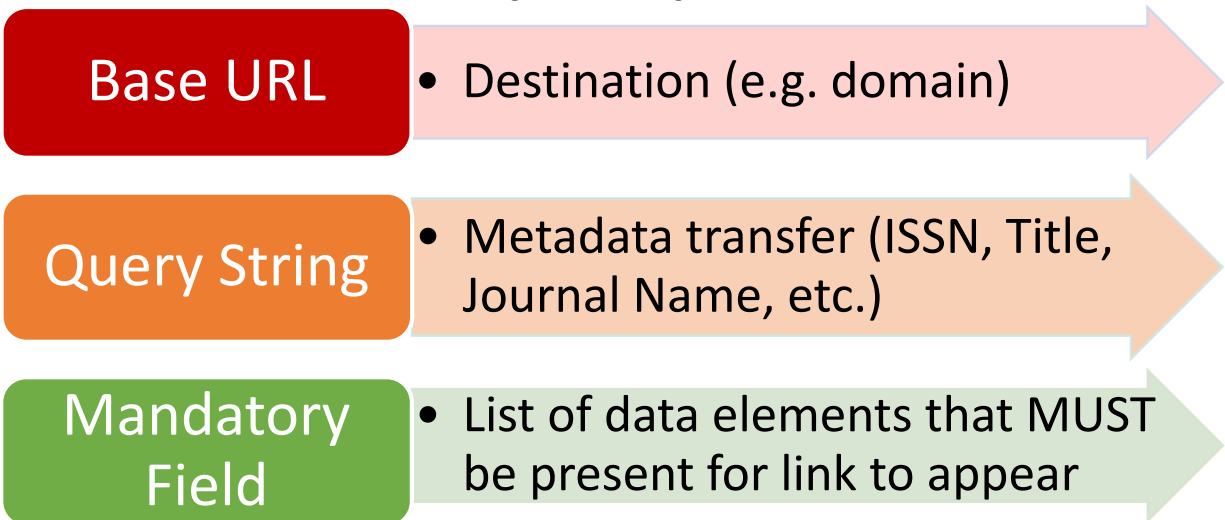 Base URL
• Destination (e.g. domain)
Query String
• Metadata transfer (ISSN, Title,
Journal Name, etc.)
Mandatory
Field
• List of data elements that MUST
be present for link to appear